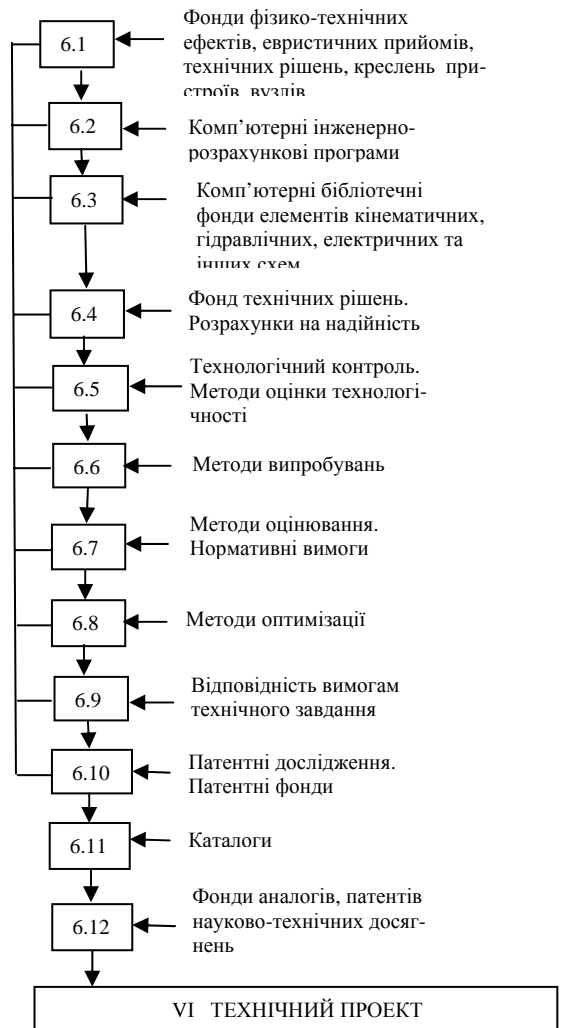 6.1
Фонди фізико-технічних
ефектів, евристичних прийомів,
технічних рішень, креслень при-
строїв, вузлів
6.2
Комп’ютерні інженерно-
розрахункові програми
6.3
Комп’ютерні бібліотечні
фонди елементів кінематичних,
гідравлічних, електричних та
інших схем
6.4
Фонд технічних рішень.
Розрахунки на надійність
6.5
Технологічний контроль.
Методи оцінки технологі-
чності
6.6
Методи випробувань
6.7
Методи оцінювання.
Нормативні вимоги
6.8
Методи оптимізації
6.9
Відповідність вимогам
технічного завдання
6.10
Патентні дослідження.
Патентні фонди
6.11
Каталоги
6.12
Фонди аналогів, патентів
науково-технічних досяг-
нень
VI ТЕХНІЧНИЙ ПРОЕКТ